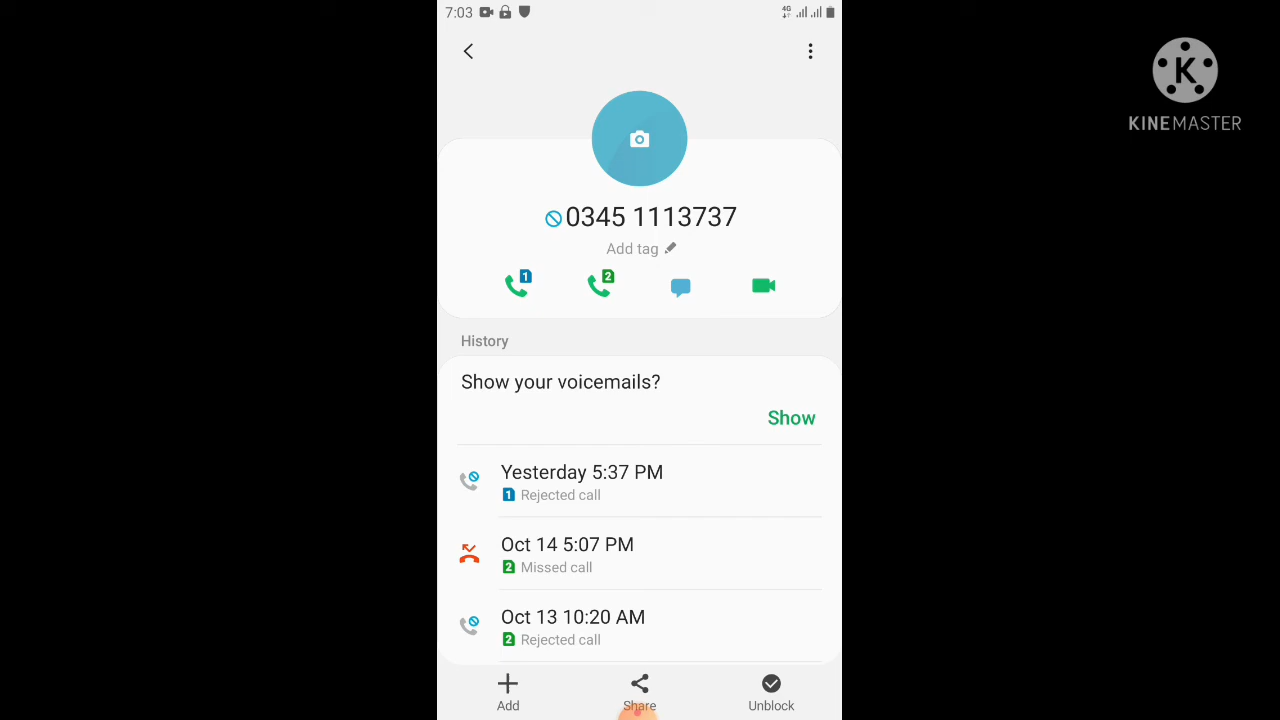 7:03
4G
K
KINEMASTER
0345 1113737
Add tag
1
2
History
Show your voicemails?
Show
Yesterday 5:37 PM
1 Rejected call
Oct 14 5:07 PM
2 Missed call
Oct 13 10:20 AM
2 Rejected call
Add
Share
Unblock